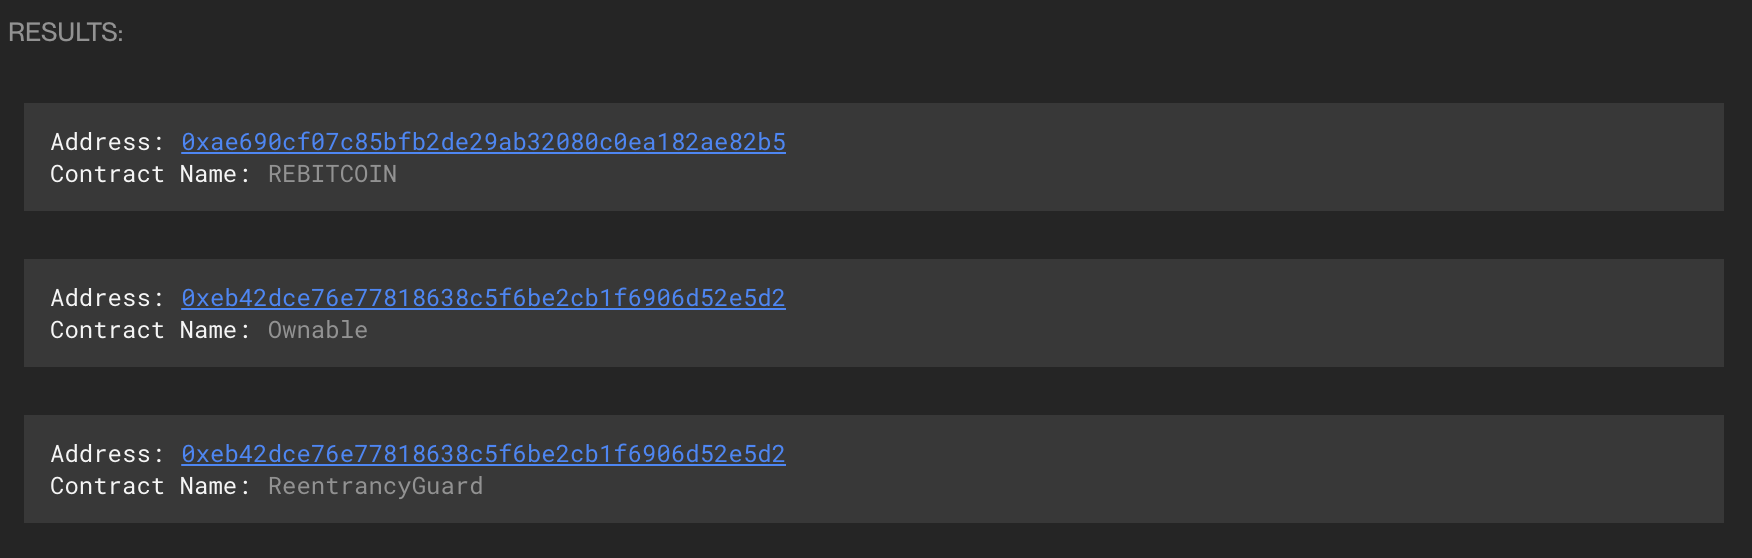 RESULTS:
Address: 0xae690cf07c85bfb2de29ab32080c0ea182ae82b5
Contract Name: REBITCOIN
Address: 0xeb42dce76e77818638c5f6be2cb1f6906d52e5d2
Contract Name: Ownable
Address: 0xeb42dce76e77818638c5f6be2cb1f6906d52e5d2
Contract Name: ReentrancyGuard